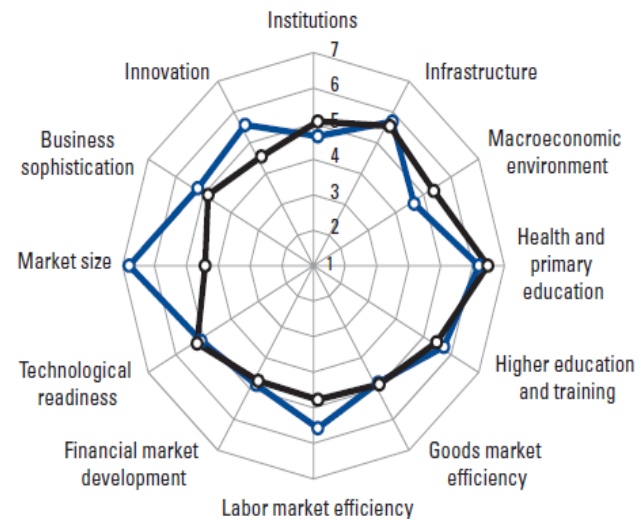 Institutions
7
6
5
4
3
2
1
Infrastructure
Macroeconomic
environment
Health and
primary
education
Higher education
and training
Goods market
efficiency
Labor market efficiency
Financial market
development
Technological
readiness
Market size
Business
sophistication
Innovation